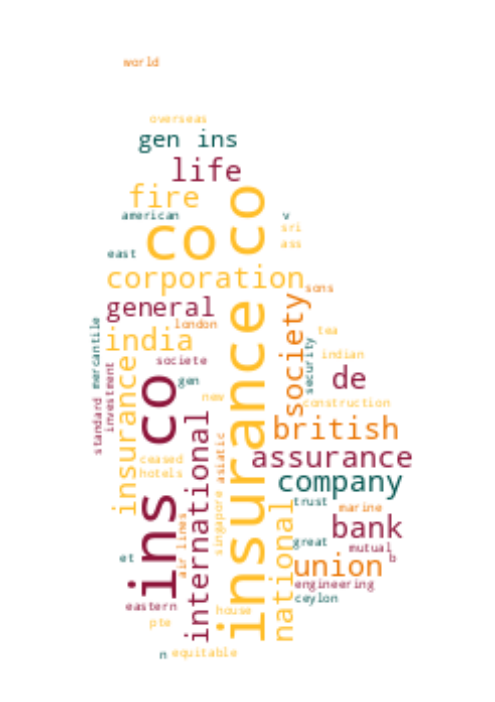 world
overseas
gen ins
life
fire
american
v
co
insurance co
sri
ass
east
corporation
sons
general
london
society
tea
india
security
indian
mercantile
standard
investment
insurance
societe
de
ins co
gen
new
construction
international
british
asiatic
assurance
ceased
hotels
company
singapore
air lines
trust
marine
national
bank
great
mutual
et
b
union
engineering
ceylon
eastern
house
pte
n
equitable